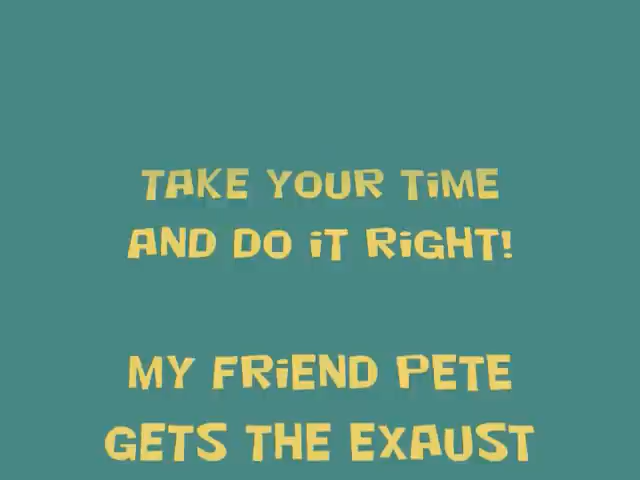 TAKE YOUR TIME
AND DO IT RIGHT!
MY FRIEND PETE
GETS THE EXAUST